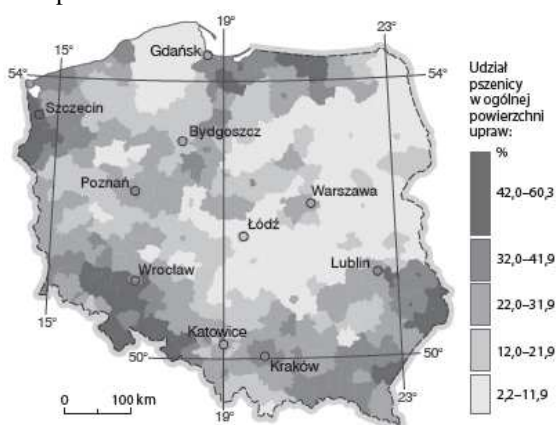 19°
23°
15°
Gdańsk
54°
54°
Szczecin
Bydgoszcz
Poznań
Warszawa
Łódź
Wrocław
Lublin
15°
Katowice
50°
50°
Kraków
23°
0 100 km
19°
Udział
pszenicy
w ogólnej
powierzchni
upraw:
%
42,0–60,3
32,0–41,9
22,0–31,9
12,0–21,9
2,2–11,9